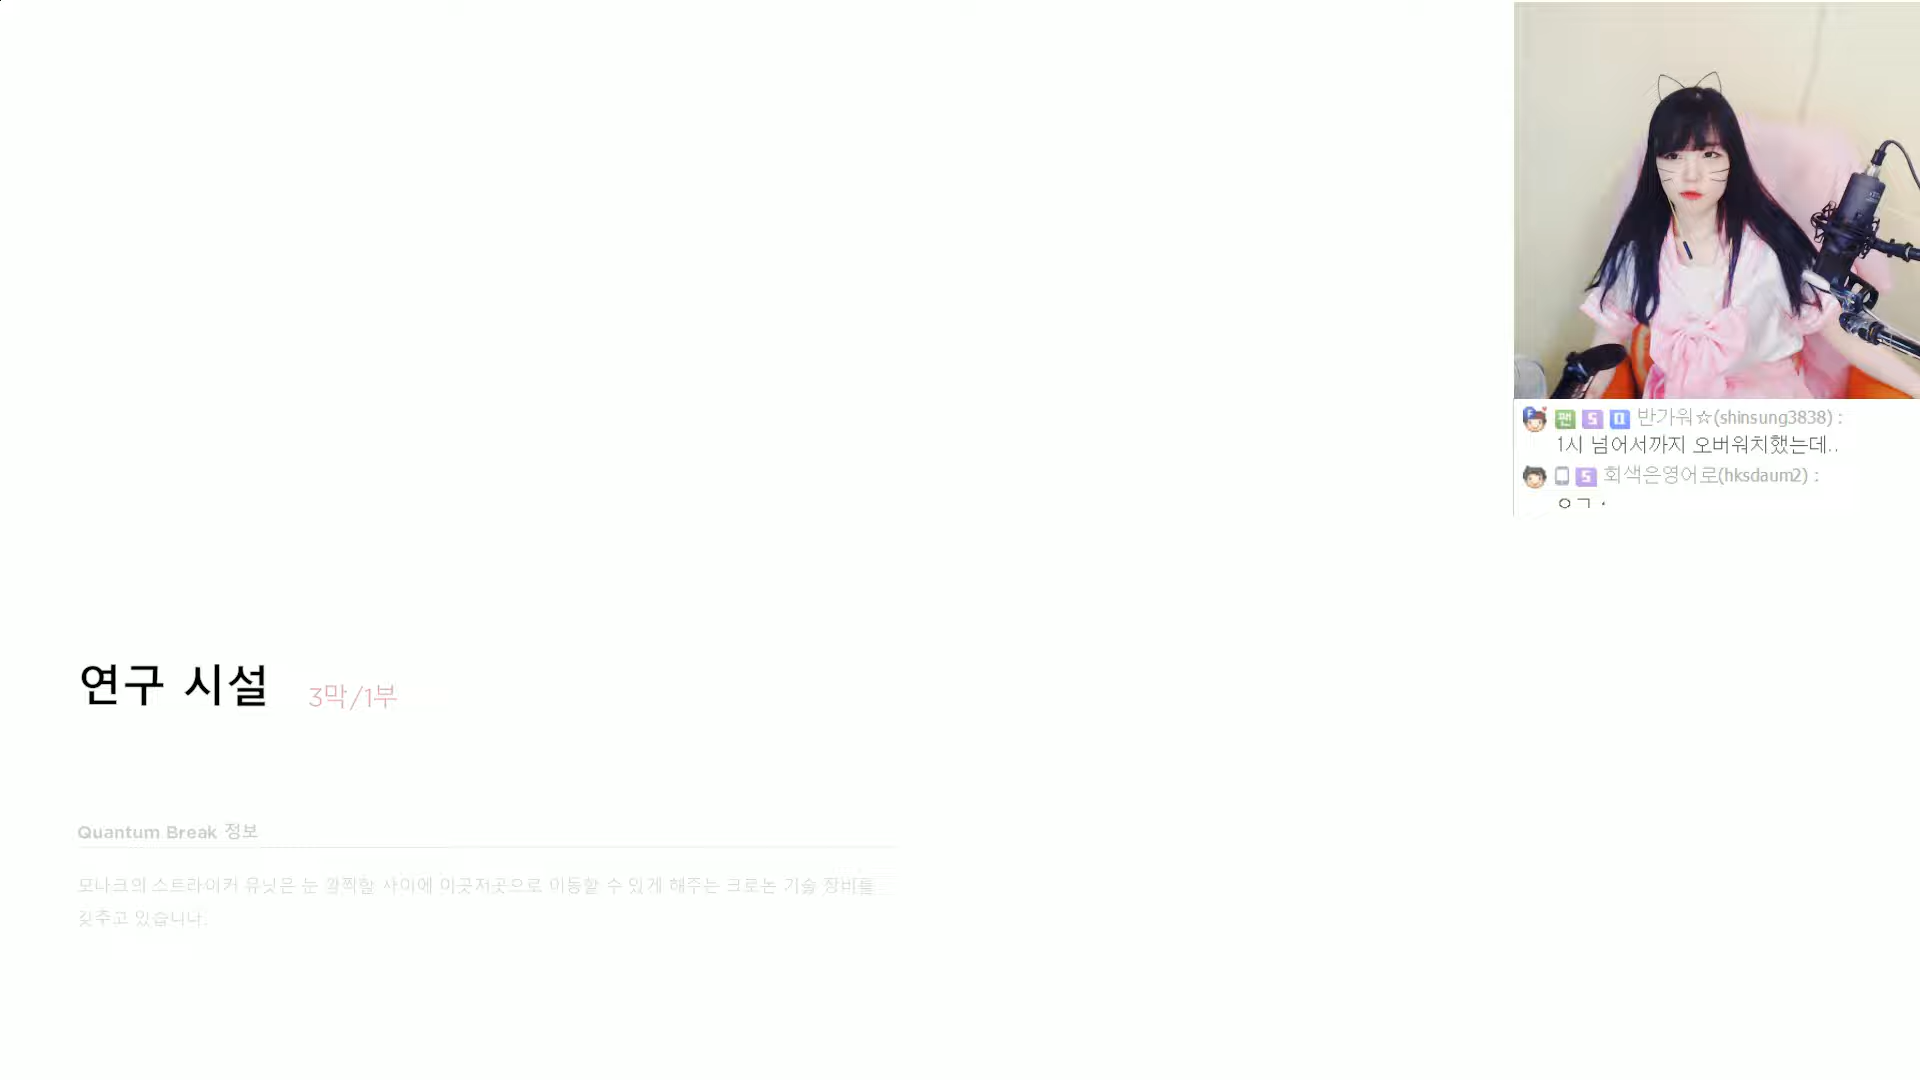 팬 S 반가워☆(shinsung3838) :
1시 넘어서까지 오버워치했는데..
S 회색은영어로(hksdaum2) :
ㅇㄱ .
연구 시설 3막/1부
Quantum Break 정보
모나크의 스트라이커 유닛은 눈 깜짝할 사이에 이곳저곳으로 이동할 수 있게 해주는 크로논 기술 장비를
갖추고 있습니다.